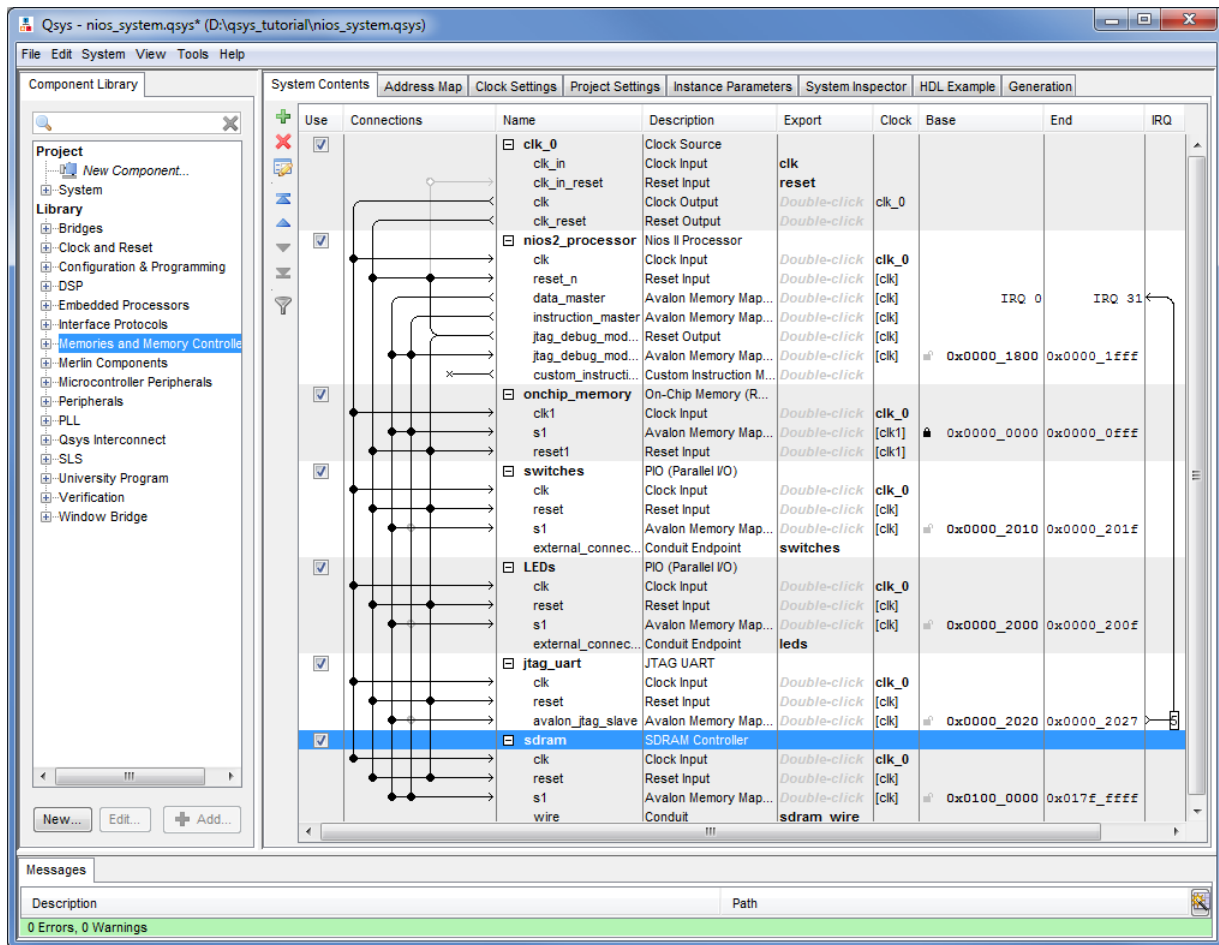 Qsys - nios_system.qsys* (D:\qsys_tutorial\nios_system.qsys)
File Edit System View Tools Help
Component Library
Project
New Component...
System
Library
Bridges
Clock and Reset
Configuration & Programming
DSP
Embedded Processors
Interface Protocols
Memories and Memory Controlle
Merlin Components
Microcontroller Peripherals
Peripherals
PLL
Qsys Interconnect
SLS
University Program
Verification
Window Bridge
New... Edit... Add...
System Contents Address Map Clock Settings Project Settings Instance Parameters System Inspector HDL Example Generation
Use Connections Name Description Export Clock Base End IRQ
clk_0 Clock Source
clk_in Clock Input clk
clk_in_reset Reset Input reset
clk Clock Output Double-click clk_0
clk_reset Reset Output Double-click
nios2_processor Nios II Processor
clk Clock Input Double-click clk_0
reset_n Reset Input Double-click [clk]
data_master Avalon Memory Map... Double-click [clk] IRQ 0 IRQ 31
instruction_master Avalon Memory Map... Double-click [clk]
jtag_debug_mod... Reset Output Double-click [clk]
jtag_debug_mod... Avalon Memory Map... Double-click [clk] 0x0000_1800 0x0000_1fff
custom_instructi... Custom Instruction M... Double-click
onchip_memory On-Chip Memory (R...
clk1 Clock Input Double-click clk_0
s1 Avalon Memory Map... Double-click [clk1] 0x0000_0000 0x0000_0fff
reset1 Reset Input Double-click [clk1]
switches PIO (Parallel I/O)
clk Clock Input Double-click clk_0
reset Reset Input Double-click [clk]
s1 Avalon Memory Map... Double-click [clk] 0x0000_2010 0x0000_201f
external_connec... Conduit Endpoint switches
LEDs PIO (Parallel I/O)
clk Clock Input Double-click clk_0
reset Reset Input Double-click [clk]
s1 Avalon Memory Map... Double-click [clk] 0x0000_2000 0x0000_200f
external_connec... Conduit Endpoint leds
jtag_uart JTAG UART
clk Clock Input Double-click clk_0
reset Reset Input Double-click [clk]
avalon_jtag_slave Avalon Memory Map... Double-click [clk] 0x0000_2020 0x0000_2027 5
sdram SDRAM Controller
clk Clock Input Double-click clk_0
reset Reset Input Double-click [clk]
s1 Avalon Memory Map... Double-click [clk] 0x0100_0000 0x017f_ffff
wire Conduit sdram_wire
Messages
Description Path
0 Errors, 0 Warnings